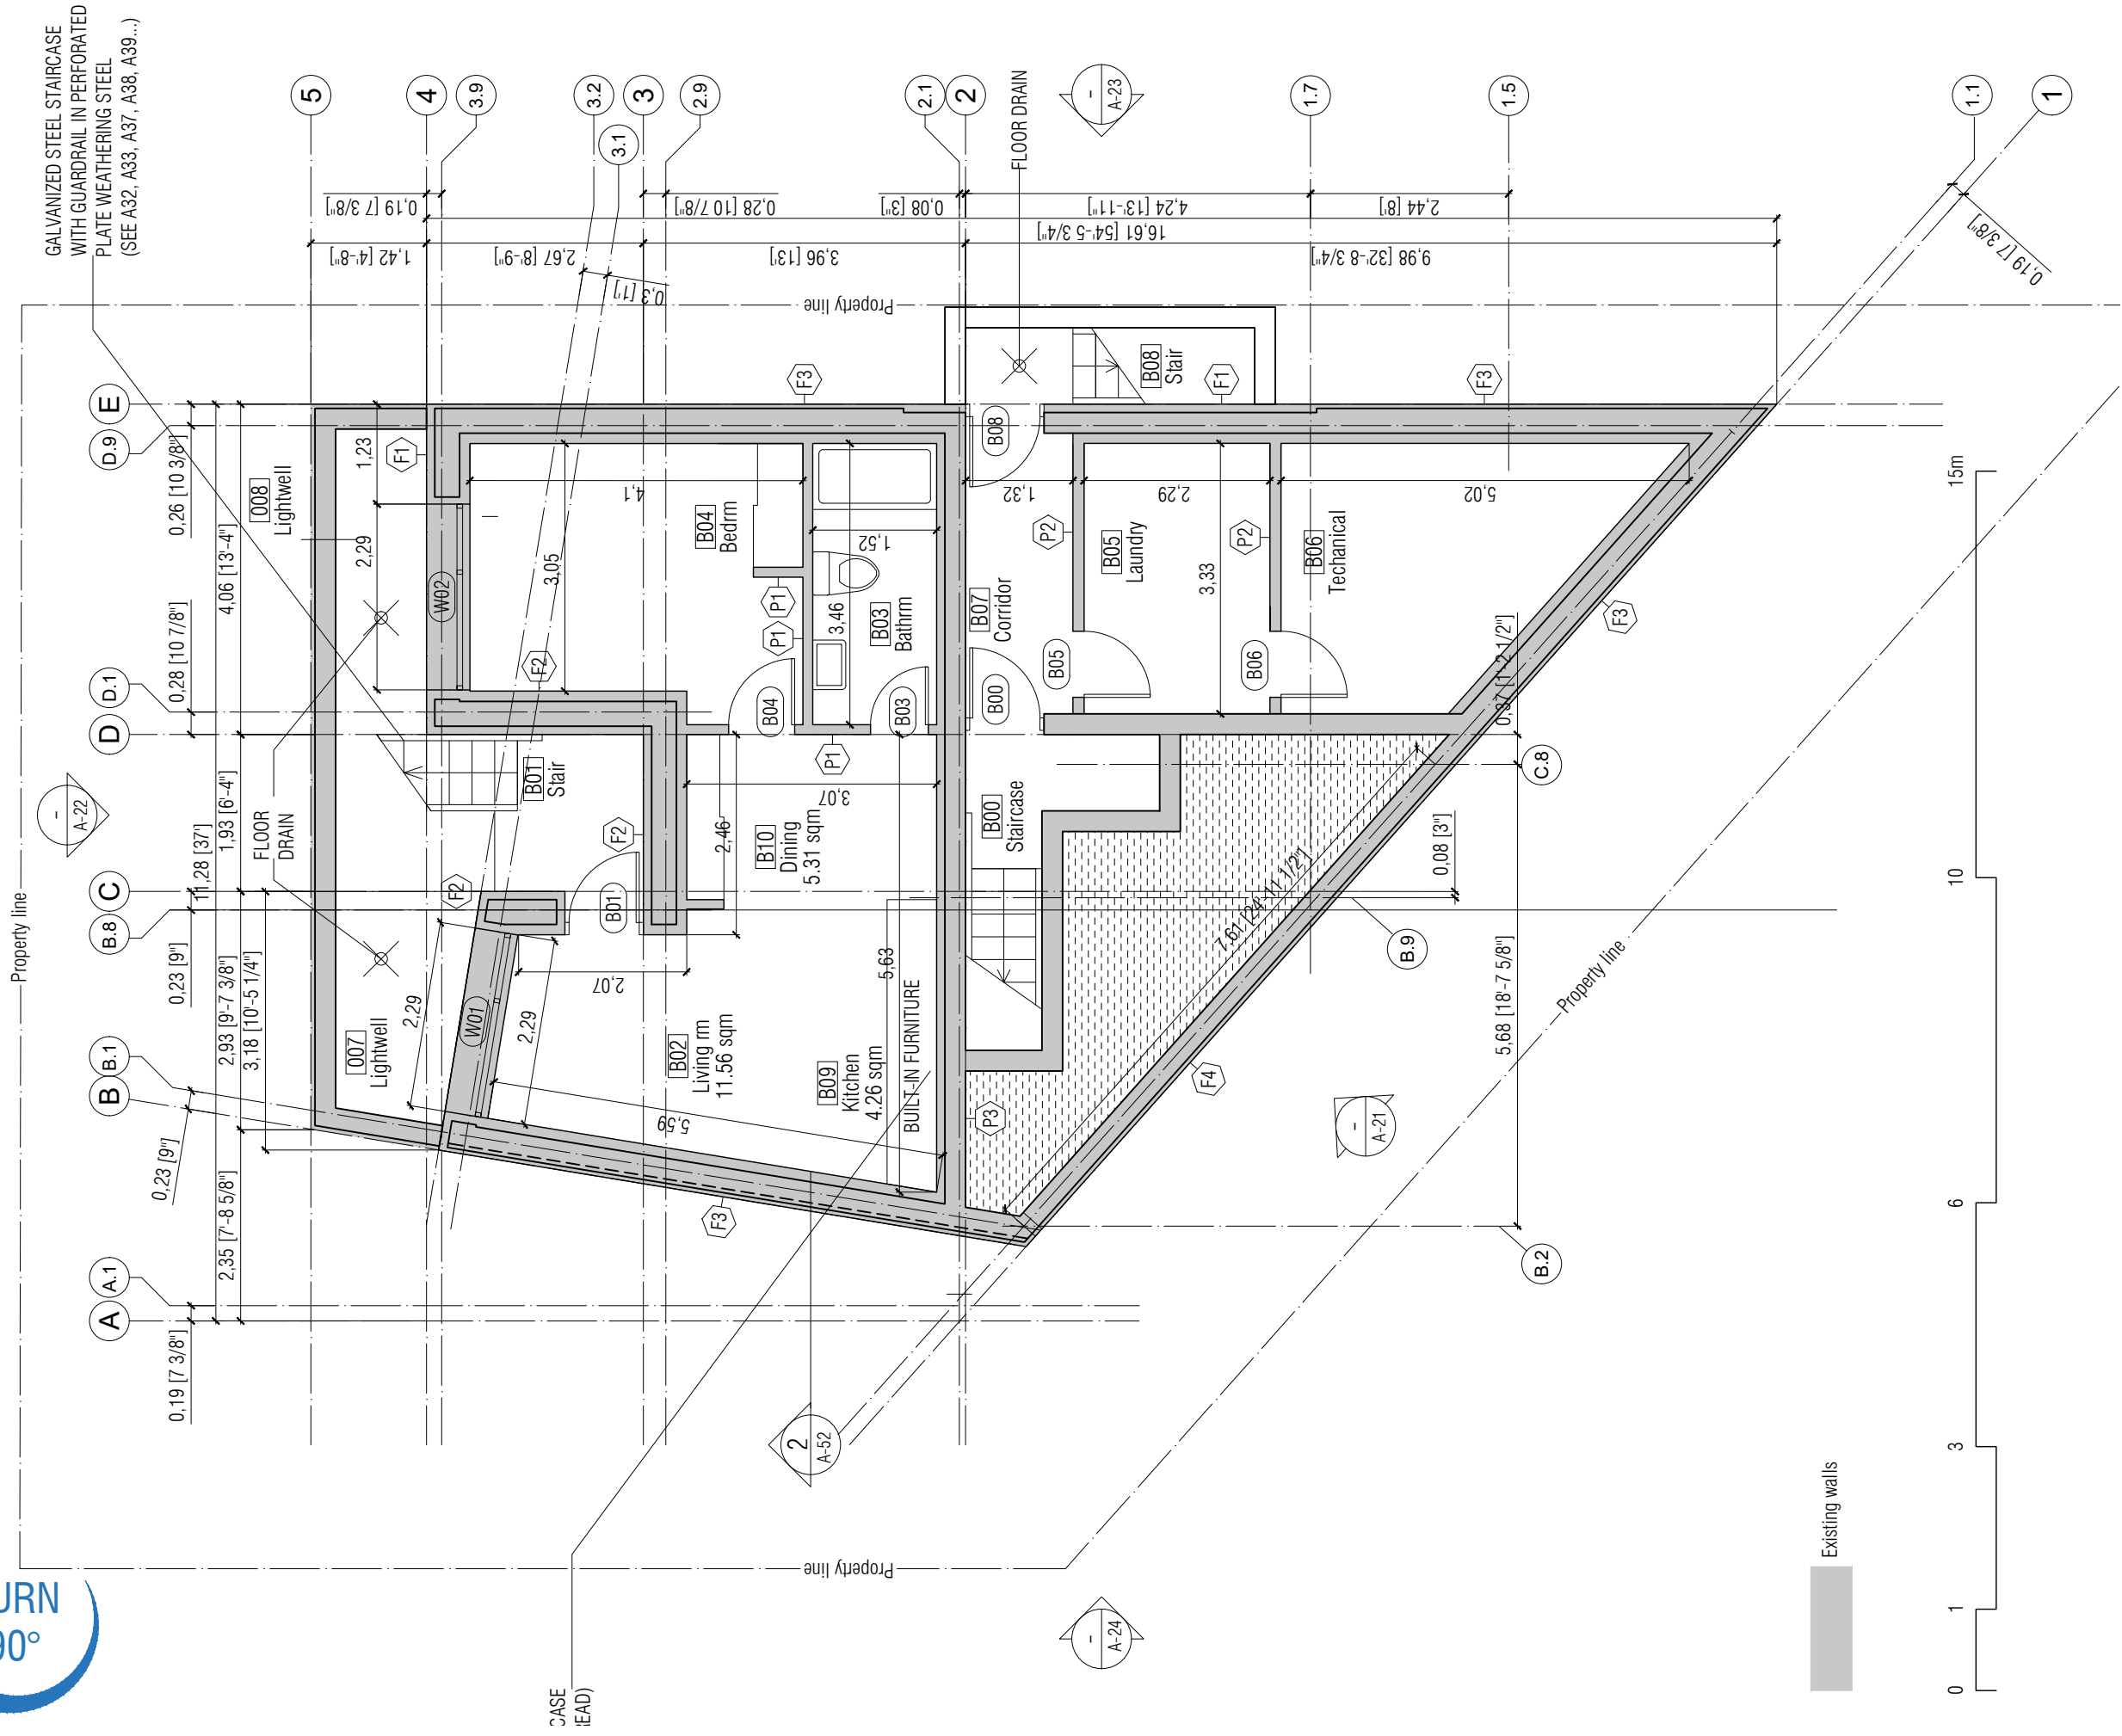 GALVANIZED STEEL STAIRCASE
WITH GUARDRAIL IN PERFORATED
PLATE WEATHERING STEEL
(SEE A32, A33, A37, A38, A39...)
5
4
3.9
3.2
3
3.1
2.9
2.1
2
1.7
1.5
1.1
1
FLOOR DRAIN
-
A-23
0,19 [7 3/8"]
0,28 [10 7/8"]
0,08 [3"]
4,24 [13'-11"]
2,44 [8']
16,61 [54'-5 3/4"]
1,42 [4'-8"]
2,67 [8'-9"]
3,96 [13']
9,98 [32'-8 3/4"]
0,19 [7 3/8"]
0,3 [1']
Property line
Property line
E
D.9
D.1
D
C
B.8
B.1
B
A.1
A
0,26 [10 3/8"]
4,06 [13'-4"]
0,28 [10 7/8"]
1,93 [6'-4"]
11,28 [37']
0,23 [9"]
2,93 [9'-7 3/8"]
3,18 [10'-5 1/4"]
0,23 [9"]
2,35 [7'-8 5/8"]
0,19 [7 3/8"]
-
A-22
008
Lightwell
1,23
2,29
F1
W02
FLOOR
DRAIN
007
Lightwell
2,29
W01
2,29
F2
B01
Stair
F2
F2
B01
3,05
4,1
B04
Bedrm
P1
P1
B04
F3
1,52
3,46
B03
Bathrm
B03
P1
3,07
2,46
B10
Dining
5.31 sqm
2,07
B02
Living rm
11.56 sqm
5,63
5,59
B09
Kitchen
4.26 sqm
BUILT-IN FURNITURE
F3
B08
Stair
F1
F3
B08
1,32
P2
2,29
B05
Laundry
P2
5,02
B06
Techanical
3,33
B07
Corridor
B00
B05
B06
B00
Staircase
F3
0,37 [1'-2 1/2"]
C.8
7,61 [24'-11 1/2"]
0,08 [3"]
B.9
5,68 [18'-7 5/8"]
Property line
P3
F4
-
A-21
B.2
2
A-52
Property line
-
A-24
URN
90°
CASE
EAD)
Existing walls
0
1
3
6
10
15m